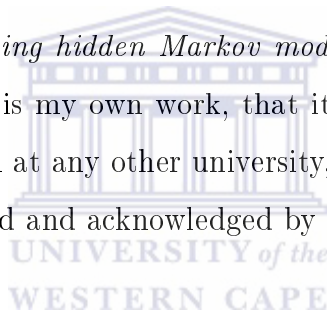 ing hidden Markov mod
is my own work, that it
at any other university,
d and acknowledged by
UNIVERSITY of the
WESTERN CAPE